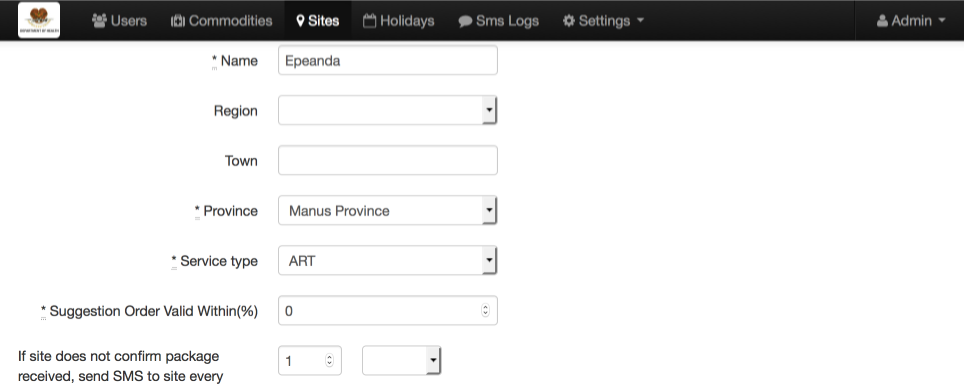 DEPARTMENT OF HEALTH
Users Commodities Sites Holidays Sms Logs Settings Admin
* Name Epeanda
Region
Town
* Province Manus Province
* Service type ART
* Suggestion Order Valid Within(%) 0
If site does not confirm package 1
received, send SMS to site every